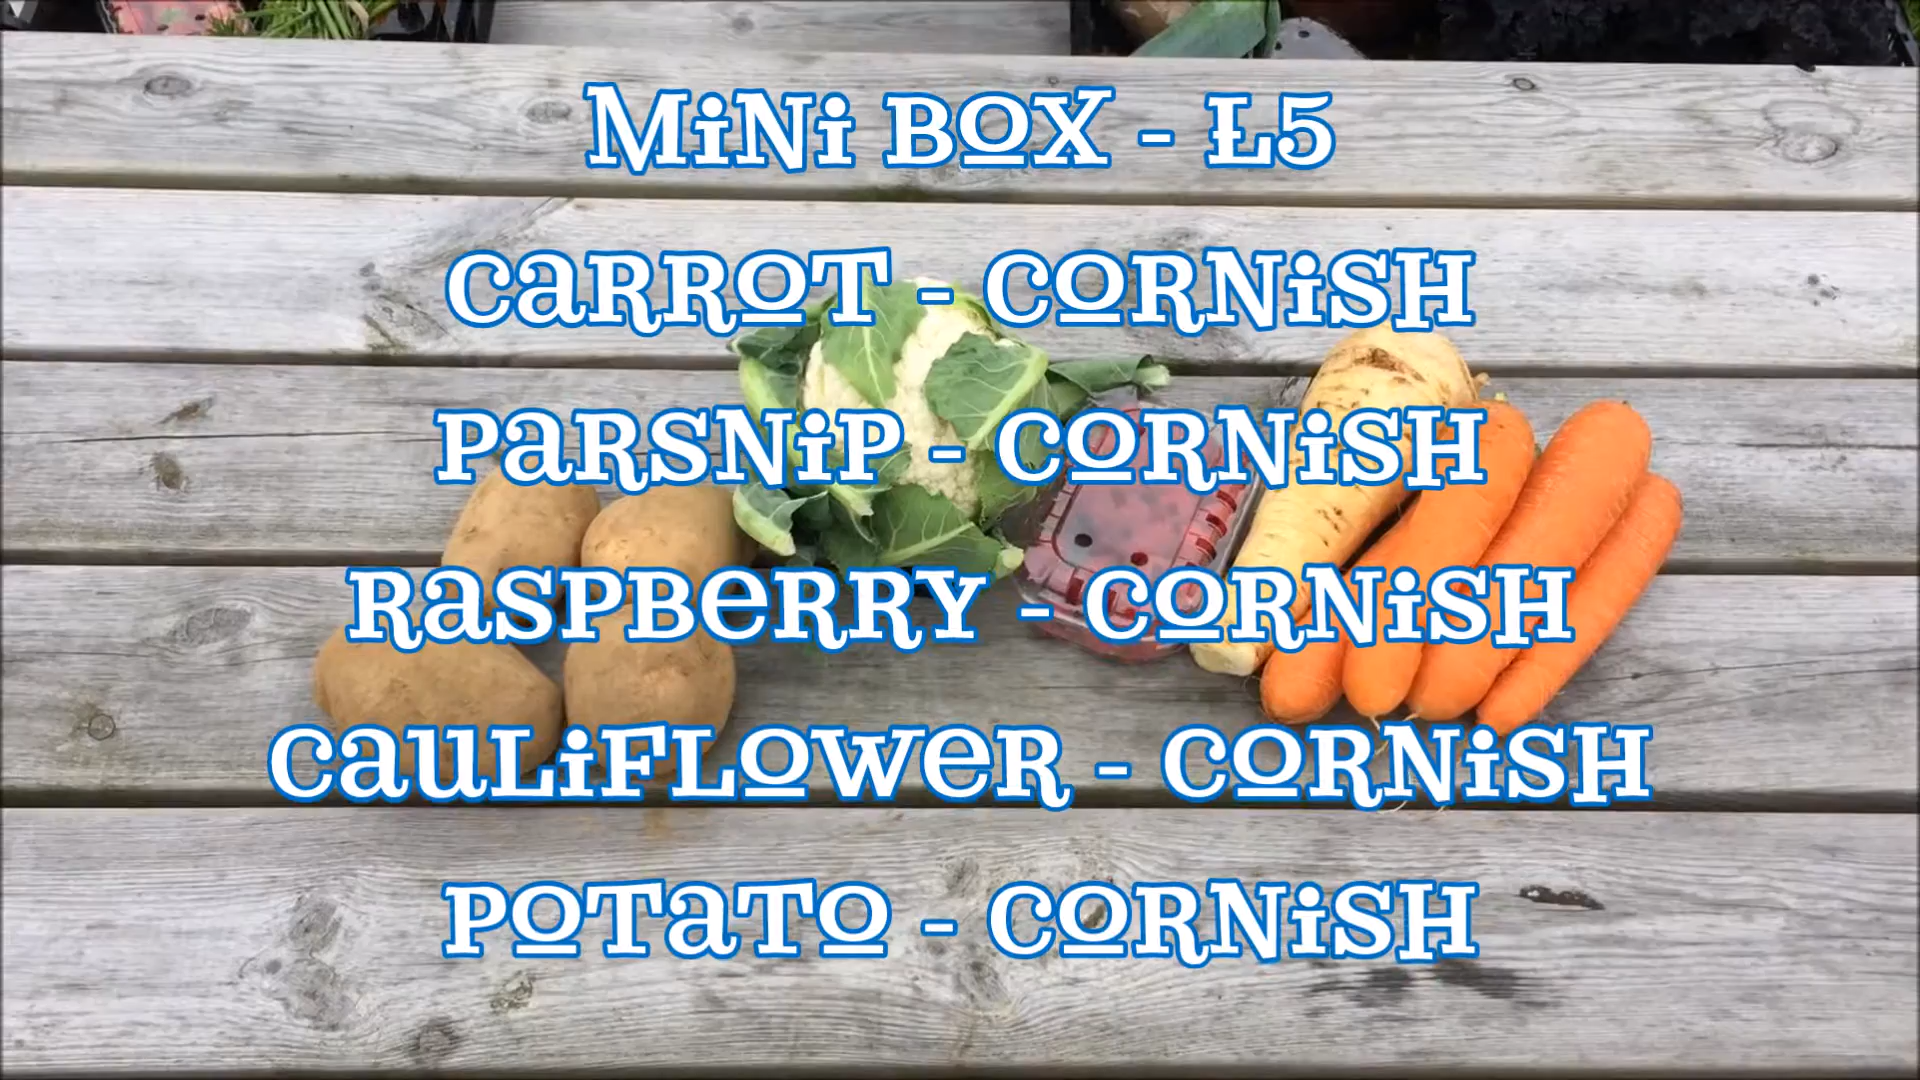 MiNi BOX - £5
CaRROT - CORNiSH
PaRSNiP - CORNiSH
RaSPBeRRY - CORNiSH
CauLiFLOWeR - CORNiSH
POTaTO - CORNiSH